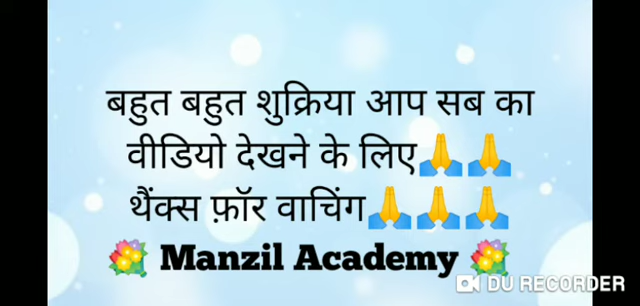 बहुत बहुत शुक्रिया आप सब का
वीडियो देखने के लिए🙏🙏
थैंक्स फ़ॉर वाचिंग🙏🙏🙏
💐 Manzil Academy 💐
DU RECORDER